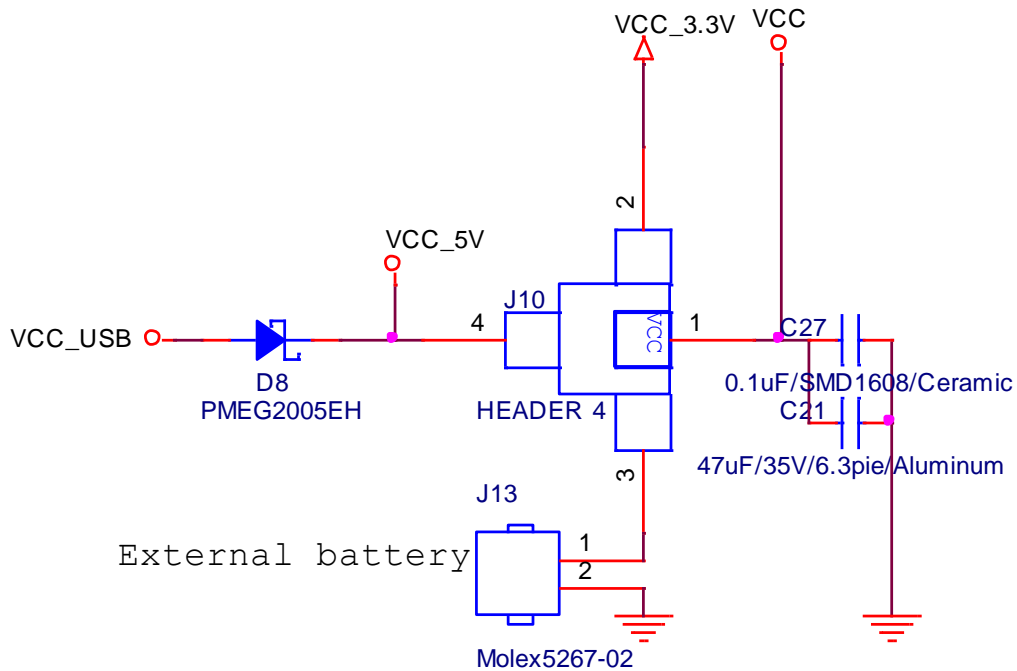 VCC_3.3V
VCC
2
VCC_5V
J10
VCC_USB
4
VCC
1
C27
D8
0.1uF/SMD1608/Ceramic
PMEG2005EH
HEADER 4
C21
47uF/35V/6.3pie/Aluminum
3
J13
External battery
1
2
Molex5267-02